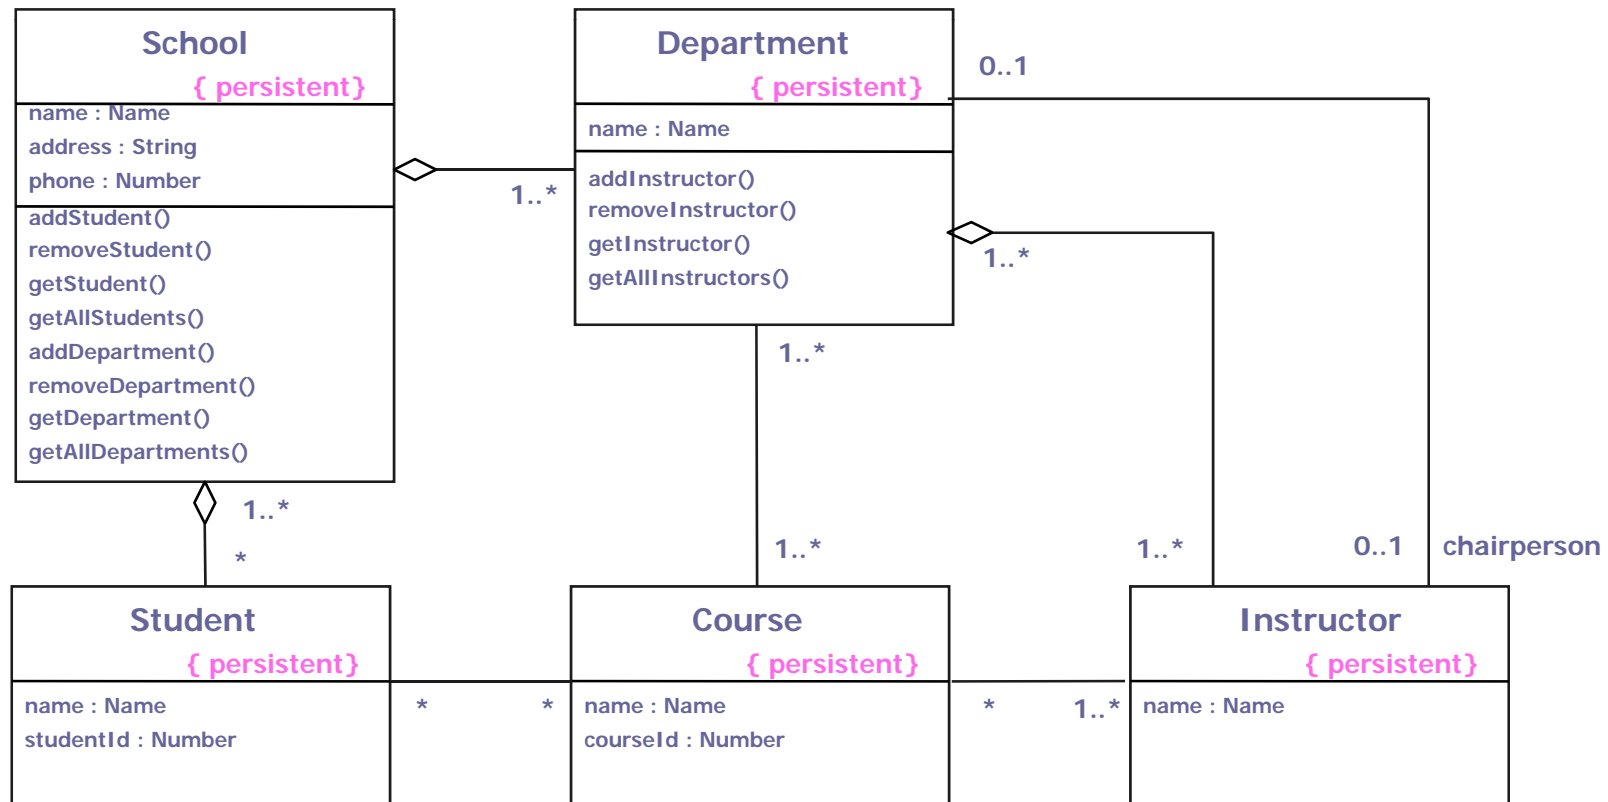 School
{ persistent}
name : Name
address : String
phone : Number
addStudent()
removeStudent()
getStudent()
getAllStudents()
addDepartment()
removeDepartment()
getDepartment()
getAllDepartments()
1..*
Department
{ persistent}
name : Name
addInstructor()
removeInstructor()
getInstructor()
getAllInstructors()
0..1
1..*
1..*
1..*
*
1..*
1..*
1..*
0..1 chairperson
Student
{ persistent}
name : Name
studentId : Number
* *
Course
{ persistent}
name : Name
courseId : Number
* 1..*
Instructor
{ persistent}
name : Name